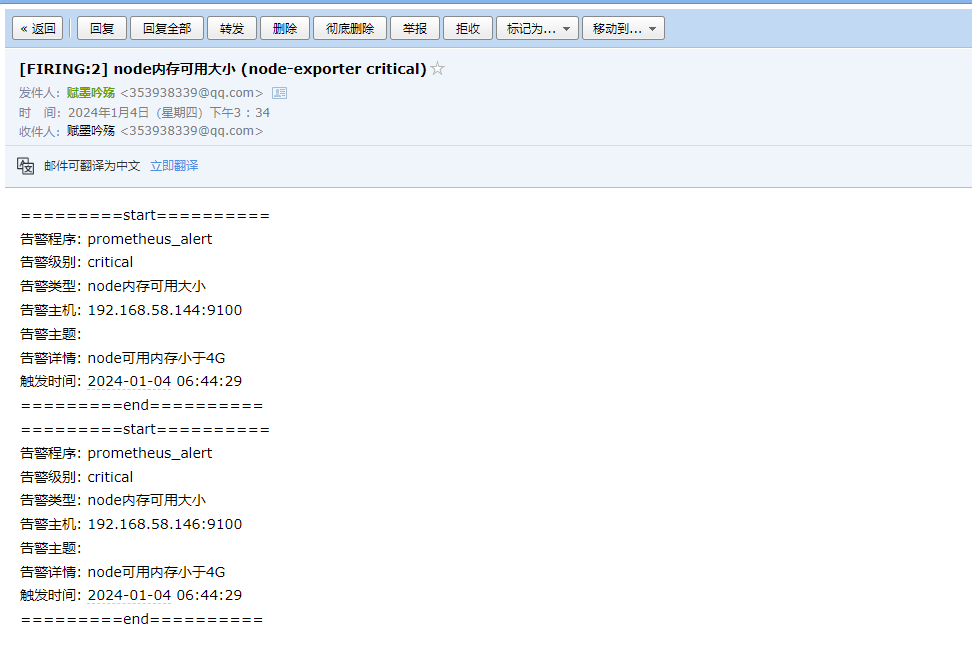 « 返回 回复 回复全部 转发 删除 彻底删除 举报 拒收 标记为... 移动到...
[FIRING:2] node内存可用大小 (node-exporter critical)
发件人: 赋墨吟殇 <353938339@qq.com>
时 间: 2024年1月4日 (星期四) 下午3 : 34
收件人: 赋墨吟殇 <353938339@qq.com>
邮件可翻译为中文 立即翻译
=========start==========
告警程序: prometheus_alert
告警级别: critical
告警类型: node内存可用大小
告警主机: 192.168.58.144:9100
告警主题:
告警详情: node可用内存小于4G
触发时间: 2024-01-04 06:44:29
=========end==========
=========start==========
告警程序: prometheus_alert
告警级别: critical
告警类型: node内存可用大小
告警主机: 192.168.58.146:9100
告警主题:
告警详情: node可用内存小于4G
触发时间: 2024-01-04 06:44:29
=========end==========